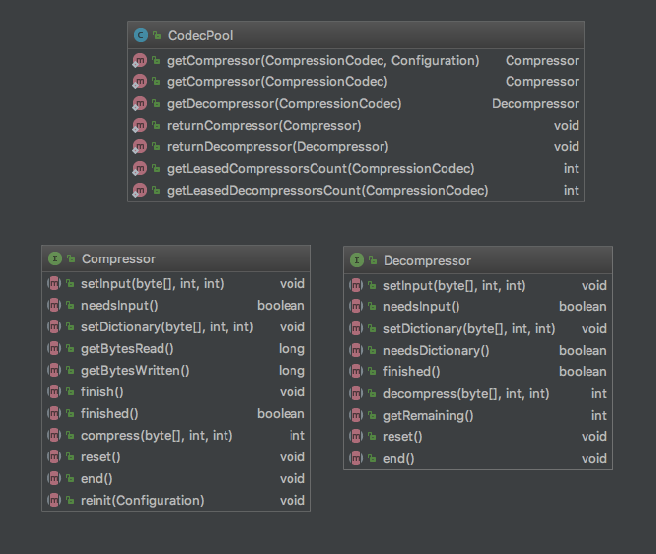 CodecPool
getCompressor(CompressionCodec, Configuration) Compressor
getCompressor(CompressionCodec) Compressor
getDecompressor(CompressionCodec) Decompressor
returnCompressor(Compressor) void
returnDecompressor(Decompressor) void
getLeasedCompressorsCount(CompressionCodec) int
getLeasedDecompressorsCount(CompressionCodec) int
Compressor
setInput(byte[], int, int) void
needsInput() boolean
setDictionary(byte[], int, int) void
getBytesRead() long
getBytesWritten() long
finish() void
finished() boolean
compress(byte[], int, int) int
reset() void
end() void
reinit(Configuration) void
Decompressor
setInput(byte[], int, int) void
needsInput() boolean
setDictionary(byte[], int, int) void
needsDictionary() boolean
finished() boolean
decompress(byte[], int, int) int
getRemaining() int
reset() void
end() void